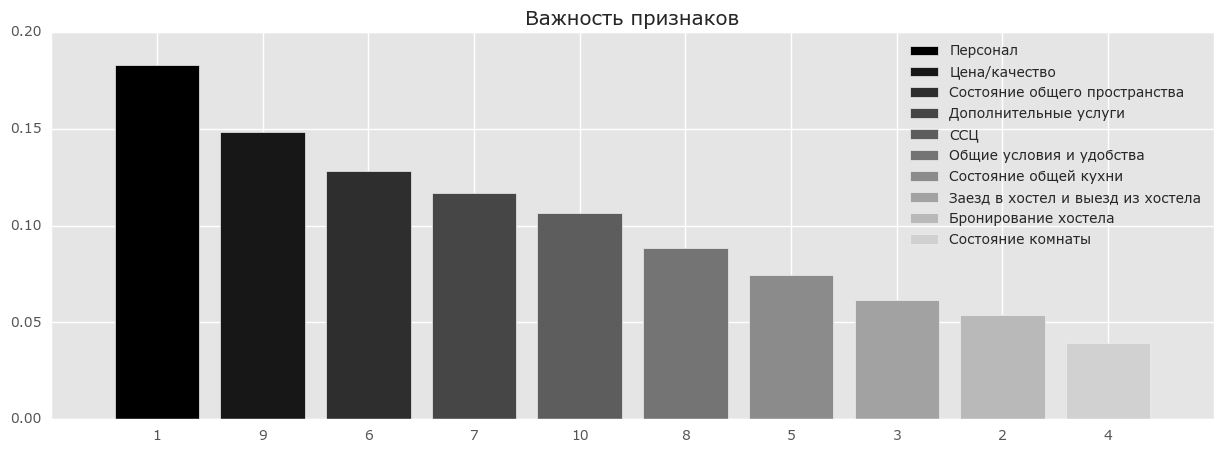 Важность признаков
0.20
0.15
0.10
0.05
0.00
Персонал
Цена/качество
Состояние общего пространства
Дополнительные услуги
ССЦ
Общие условия и удобства
Состояние общей кухни
Заезд в хостел и выезд из хостела
Бронирование хостела
Состояние комнаты
1 9 6 7 10 8 5 3 2 4